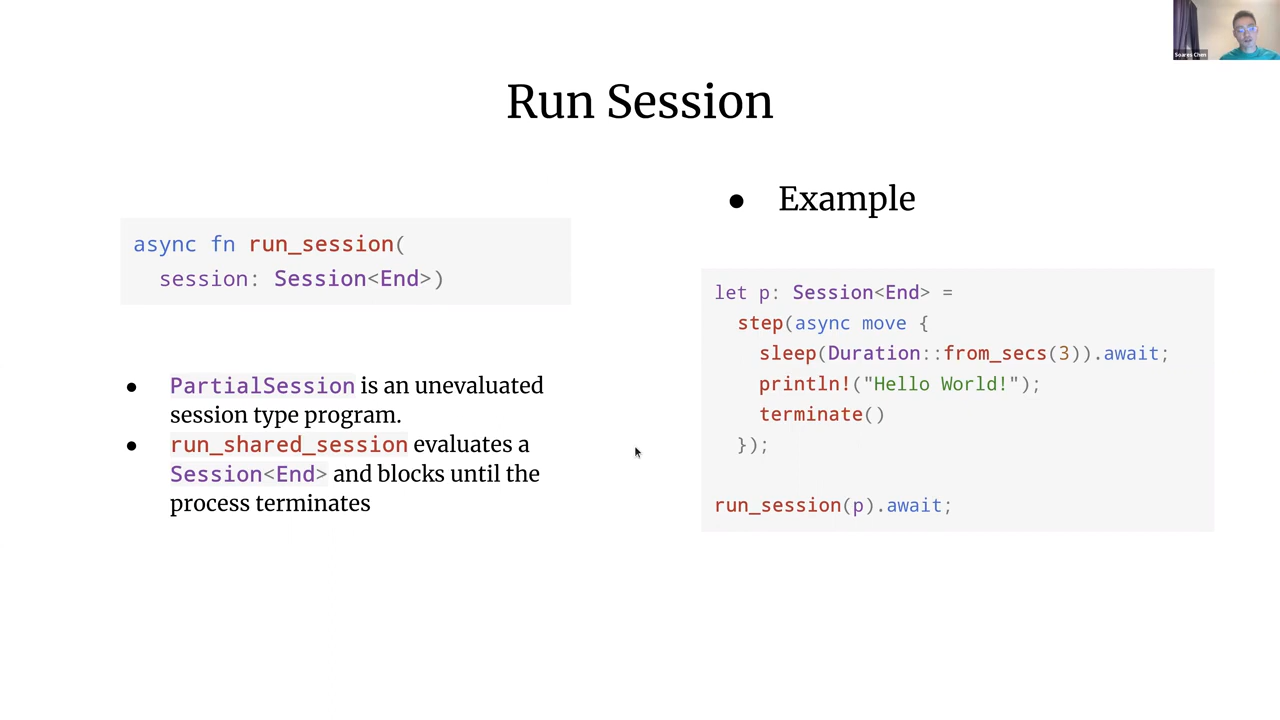 Soares Chen
Run Session
async fn run_session(
session: Session<End>)
● PartialSession is an unevaluated
session type program.
● run_shared_session evaluates a
Session<End> and blocks until the
process terminates
● Example
let p: Session<End> =
step(async move {
sleep(Duration::from_secs(3)).await;
println!("Hello World!");
terminate()
});
run_session(p).await;